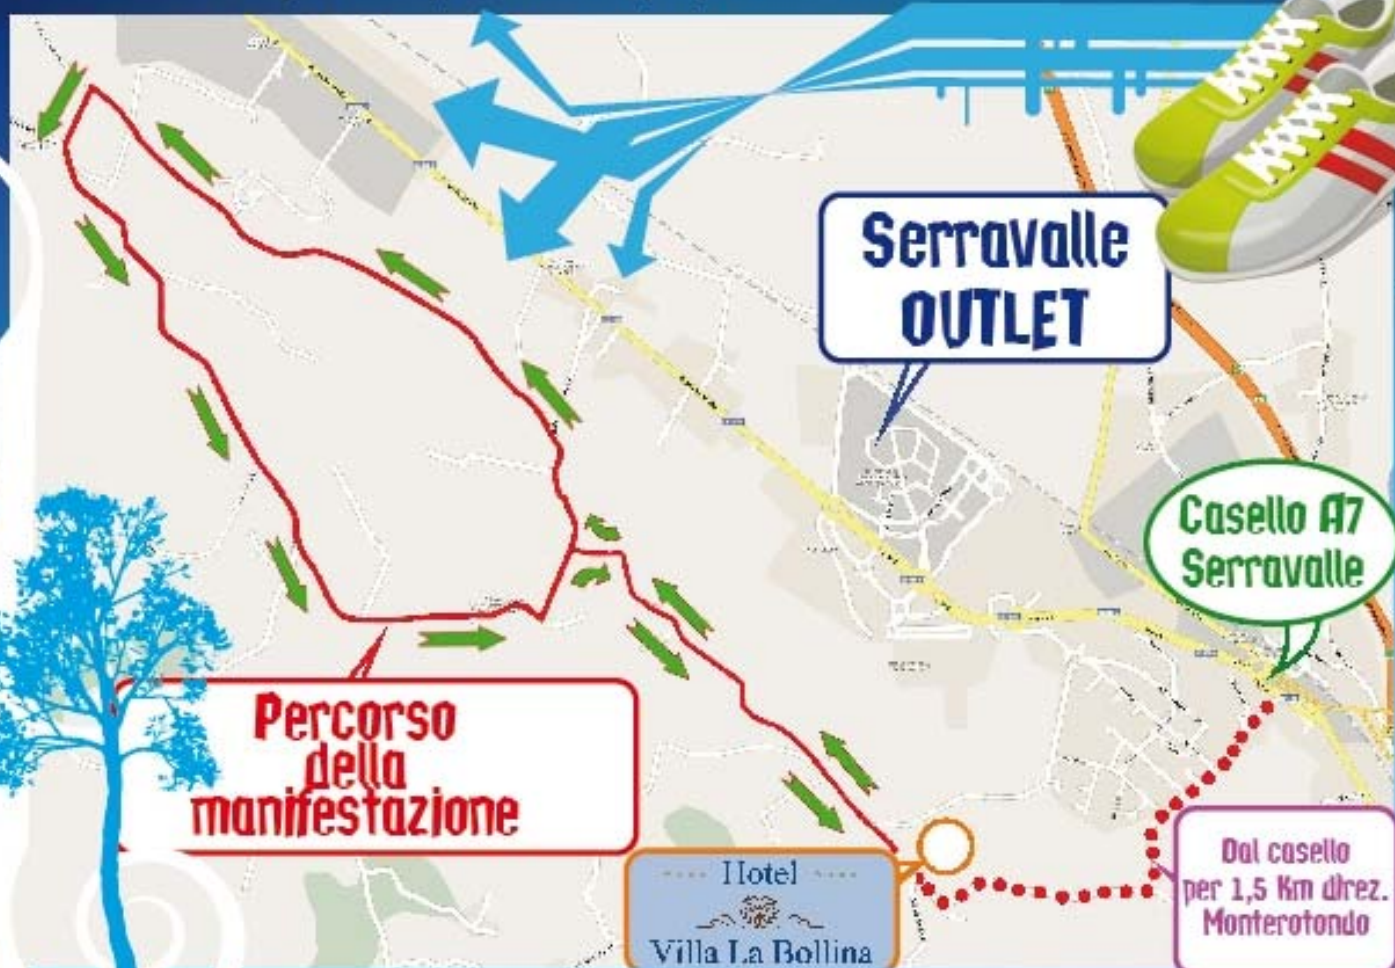 Serravalle
OUTLET
Casello A7
Serravalle
Percorso
della
manifestazione
Hotel
Villa La Bollina
Dal casello
per 1,5 Km direz.
Monterotondo